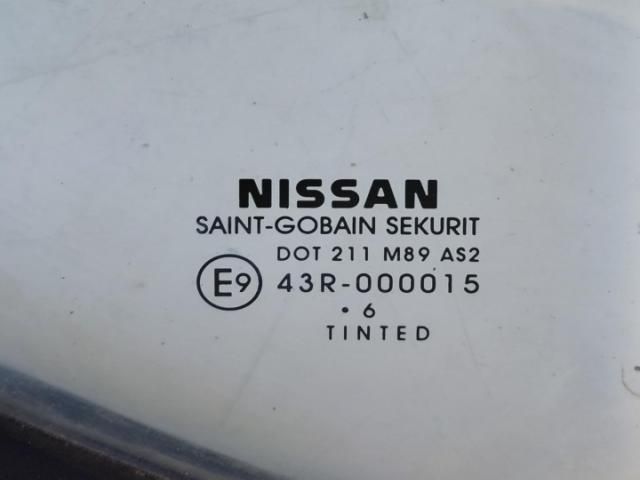 NISSAN
SAINT-GOBAIN SEKURIT
DOT 211 M89 AS2
E9 43R-000015
• 6
TINTED